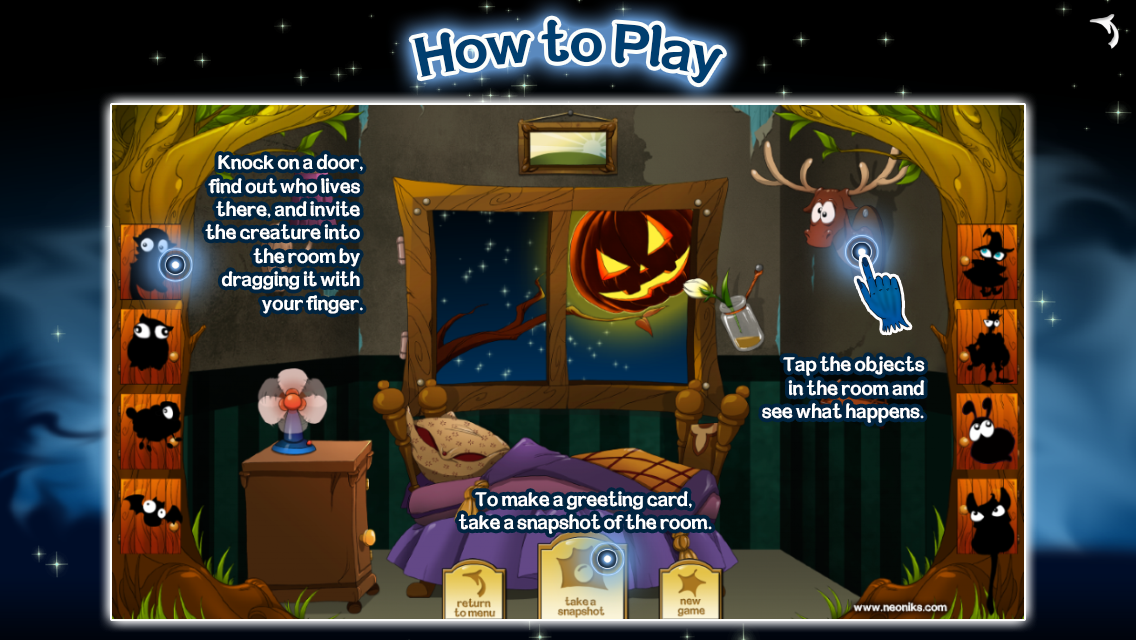 How to Play
Knock on a door,
find out who lives
there, and invite
the creature into
the room by
dragging it with
your finger.
Tap the objects
in the room and
see what happens.
To make a greeting card,
take a snapshot of the room.
return
to menu
take a
snapshot
new
game
www.neoniks.com